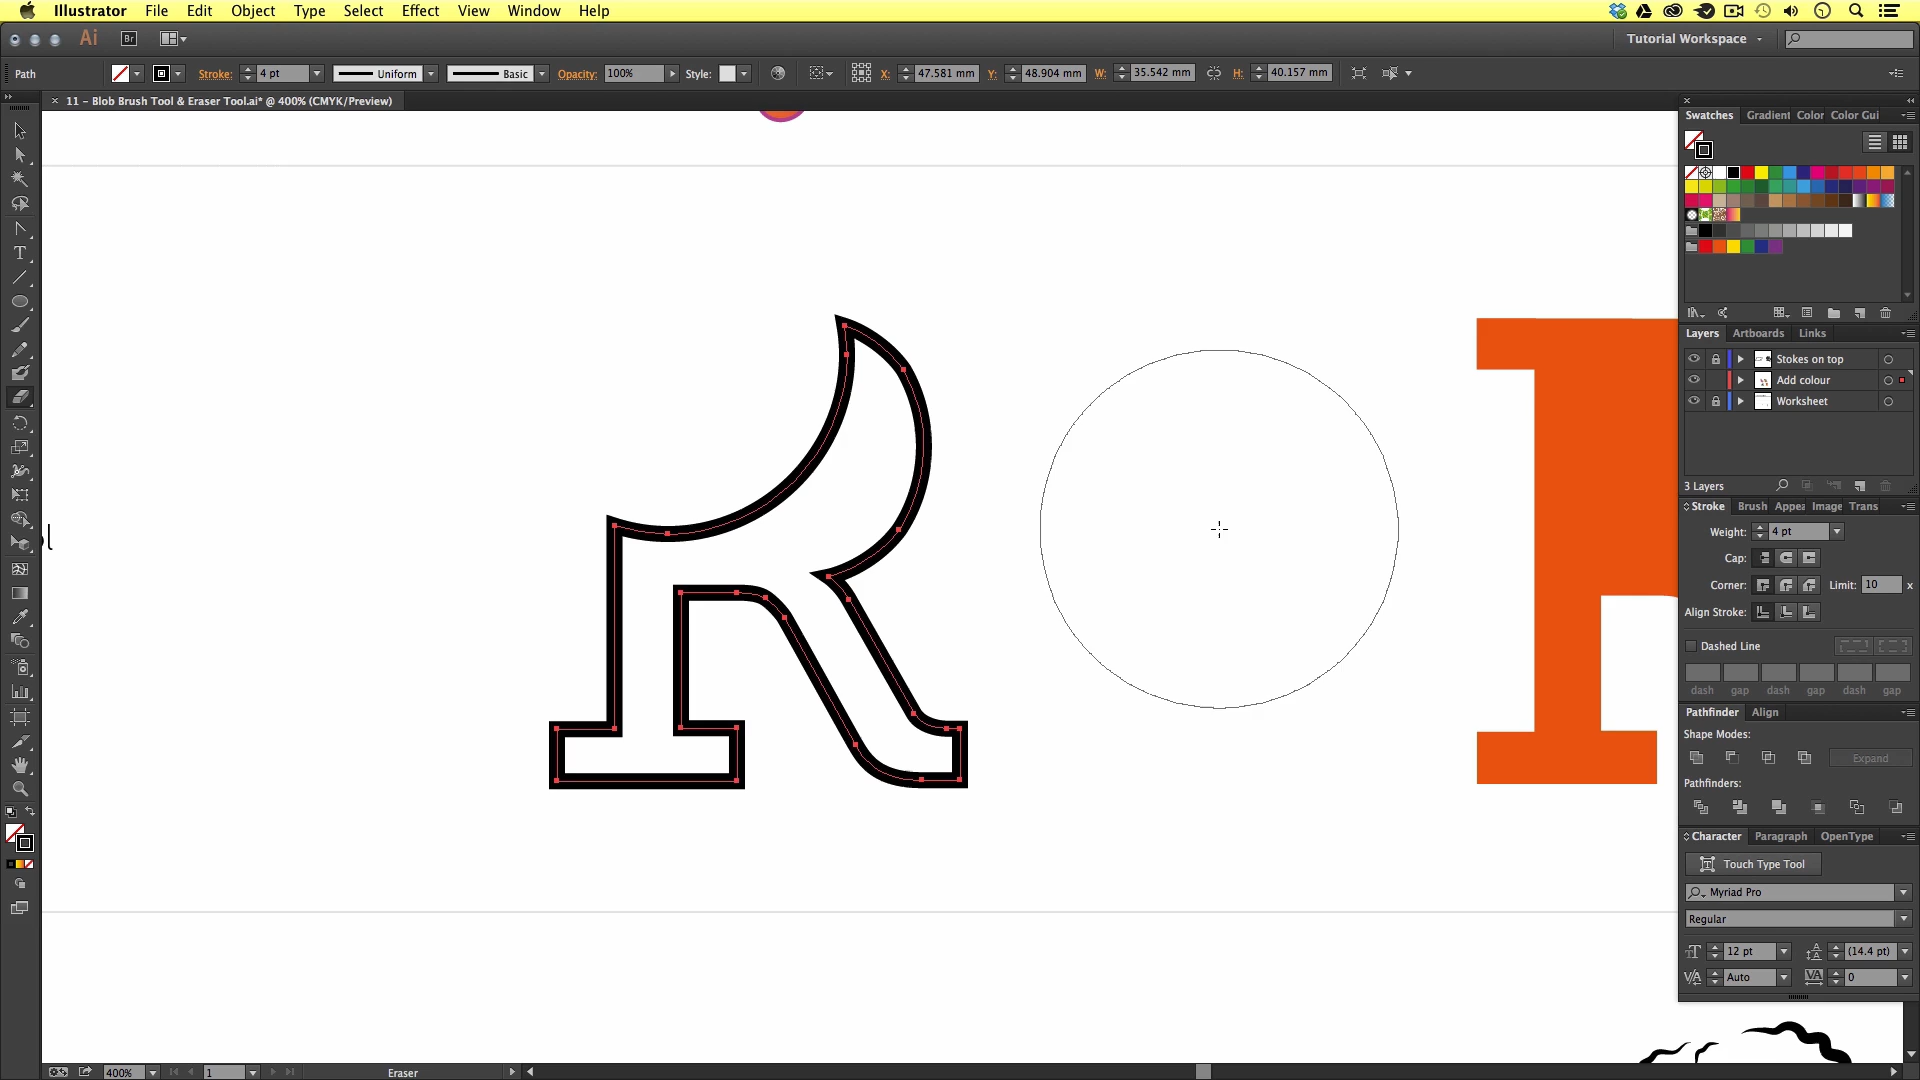 Illustrator File Edit Object Type Select Effect View Window Help
Ai Br Tutorial Workspace
Path Stroke: 4 pt Uniform Basic Opacity: 100% Style: X: 47.581 mm Y: 48.904 mm W: 35.542 mm H: 40.157 mm
11 - Blob Brush Tool & Eraser Tool.ai* @ 400% (CMYK/Preview)
Swatches Gradient Color Color Gui
Layers Artboards Links
Stokes on top
Add colour
Worksheet
3 Layers
Stroke Brush Appea Image Trans
Weight: 4 pt
Cap:
Corner: Limit: 10 x
Align Stroke:
Dashed Line
dash gap dash gap dash gap
Pathfinder Align
Shape Modes:
Expand
Pathfinders:
Character Paragraph OpenType
Touch Type Tool
Myriad Pro
Regular
12 pt (14.4 pt)
Auto 0
R
400% 1 Eraser